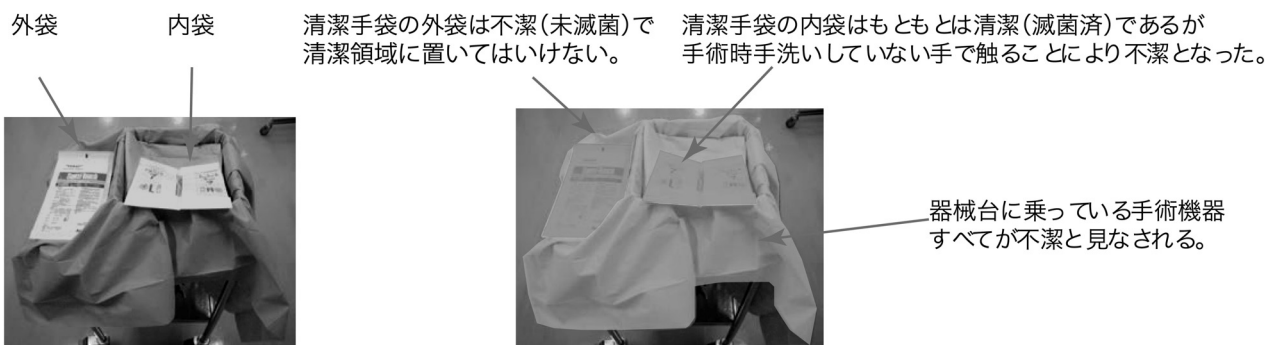 外袋
内袋
清潔手袋の外袋は不潔（未滅菌）で
清潔領域に置いてはいけない。
清潔手袋の内袋はもともとは清潔（滅菌済）であるが
手術時手洗いしていない手で触ることにより不潔となった。
器械台に乗っている手術機器
すべてが不潔と見なされる。